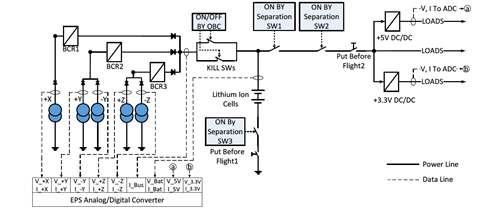 ON/OFF
BY OBC
KILL SWs
ON BY
Separation
SW1
ON BY
Separation
SW2
Put Before
Flight2
BCR1
BCR2
BCR3
+5V DC/DC
-V, I To ADC
a
LOADS
LOADS
-V, I To ADC
b
LOADS
+3.3V DC/DC
Lithium Ion
Cells
ON By
Separation
SW3
Put Before
Flight1
+X
+Y
-Y
+Z
-Z
a
b
V_+X
I_+X
V_+Y
I_+Y
V_-Y
I_-Y
V_+Z
I_+Z
V_-Z
I_-Z
I_Bus
V_Bat
I_Bat
V_5V
I_5V
V_3.3V
I_3.3V
EPS Analog/Digital Converter
Power Line
Data Line